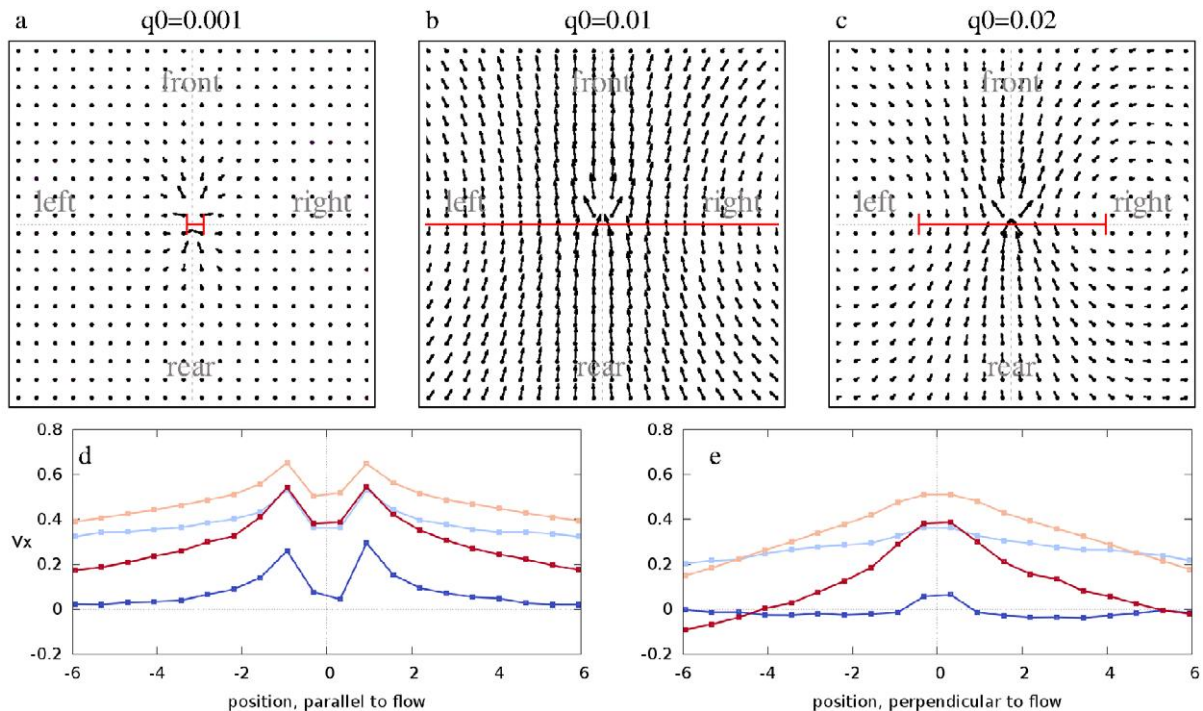 a q0=0.001
b q0=0.01
c q0=0.02
front
left
right
rear
front
left
right
rear
front
left
right
rear
d
0.8
0.6
0.4
0.2
0
-0.2
Vx
-6 -4 -2 0 2 4 6
position, parallel to flow
e
0.8
0.6
0.4
0.2
0
-0.2
-6 -4 -2 0 2 4 6
position, perpendicular to flow